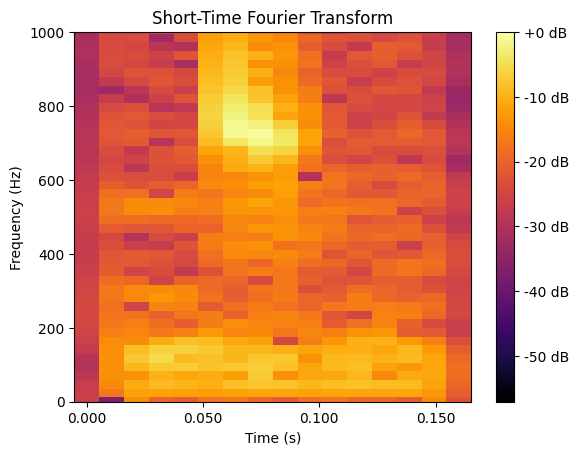 Short-Time Fourier Transform
1000
800
600
400
200
0
Frequency (Hz)
0.000
0.050
0.100
0.150
Time (s)
+0 dB
-10 dB
-20 dB
-30 dB
-40 dB
-50 dB